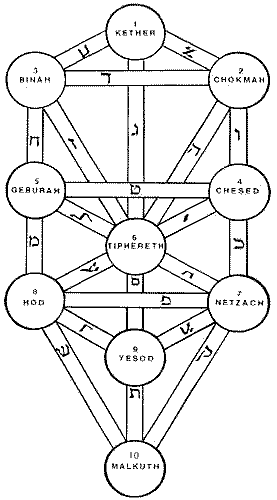 1
KETHER
3
BINAH
2
CHOKMAH
ד
ג
ח
ז
ה
ו
5
GEBURAH
4
CHESED
ט
ל
י
6
TIPHERETH
מ
ס
8
HOD
7
NETZACH
פ
ר
9
YESOD
ש
ת
10
MALKUTH